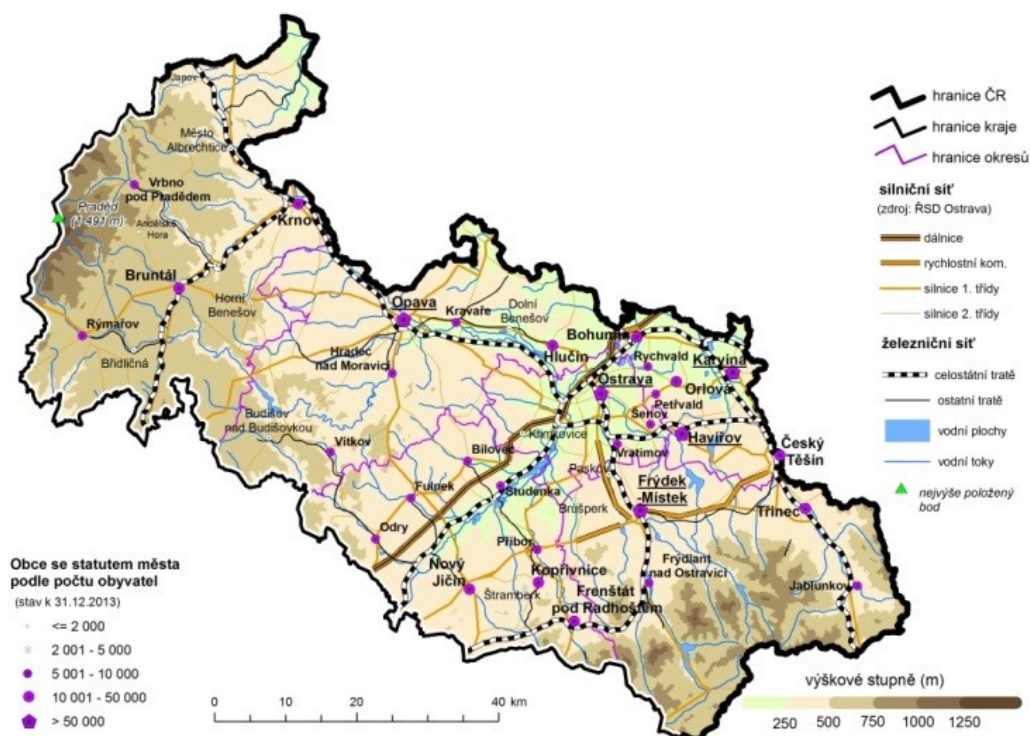 Janov
Město
Albrechtice
Vrbno
pod Pradědem
Praděd
(1 491 m)
Andělská
Hora
Krnov
Bruntál
Horní
Benešov
Rýmařov
Břidličná
Opava
Kravaře
Dolní
Benešov
Hradec
nad Moravicí
Hlučín
Bohumín
Rychvald
Karviná
Ostrava
Orlová
Petřvald
Šenov
Havířov
Klimkovice
Vratimov
Český
Těšín
Budišov
nad Budišovkou
Vítkov
Bílovec
Paskov
Fulnek
Studénka
Frýdek
-Místek
Brušperk
Třinec
Odry
Příbor
Nový
Jičín
Kopřivnice
Štramberk
Frýdlant
nad Ostravicí
Frenštát
pod Radhoštěm
Jablunkov
hranice ČR
hranice kraje
hranice okresů
silniční síť
(zdroj: ŘSD Ostrava)
dálnice
rychlostní kom.
silnice 1. třídy
silnice 2. třídy
železniční síť
celostátní tratě
ostatní tratě
vodní plochy
vodní toky
nejvýše položený
bod
Obce se statutem města
podle počtu obyvatel
(stav k 31.12.2013)
<= 2 000
2 001 - 5 000
5 001 - 10 000
10 001 - 50 000
> 50 000
0 10 20 40 km
výškové stupně (m)
250 500 750 1000 1250